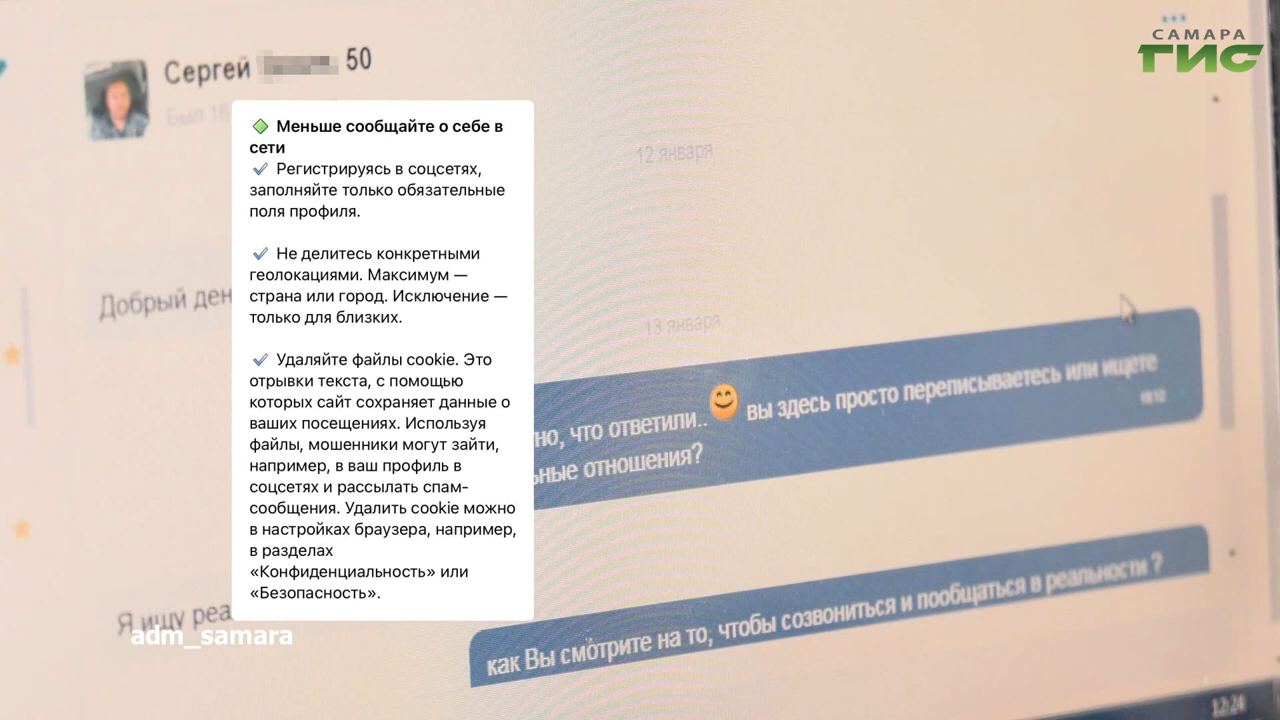 САМАРА
ГИС
Сергей 50
Был 16
12 января
Добрый ден
13 января
но, что ответили.. вы здесь просто переписываетесь или ищете
ьные отношения?
Я ищу реа
как Вы смотрите на то, чтобы созвониться и пообщаться в реальности ?
12:24
Меньше сообщайте о себе в
сети
Регистрируясь в соцсетях,
заполняйте только обязательные
поля профиля.
Не делитесь конкретными
геолокациями. Максимум —
страна или город. Исключение —
только для близких.
Удаляйте файлы cookie. Это
отрывки текста, с помощью
которых сайт сохраняет данные о
ваших посещениях. Используя
файлы, мошенники могут зайти,
например, в ваш профиль в
соцсетях и рассылать спам-
сообщения. Удалить cookie можно
в настройках браузера, например,
в разделах
«Конфиденциальность» или
«Безопасность».
adm_samara